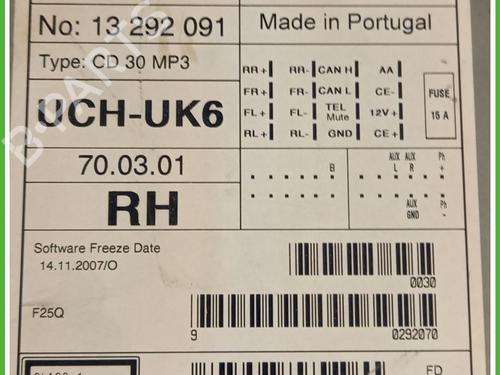 No: 13 292 091
Made in Portugal
Type: CD 30 MP3
UCH-UK6
70.03.01
RH
RR+ RR- CAN H AA
FR+ FR- CAN L CE-
FL+ FL- TEL Mute 12V+
RL+ RL- GND CE+
FUSE
15 A
B
AUX L
AUX R
Ph +
AUX GND
Ph -
Software Freeze Date
14.11.2007/O
0030
F25Q
9 0292070
FD
B-PARTS